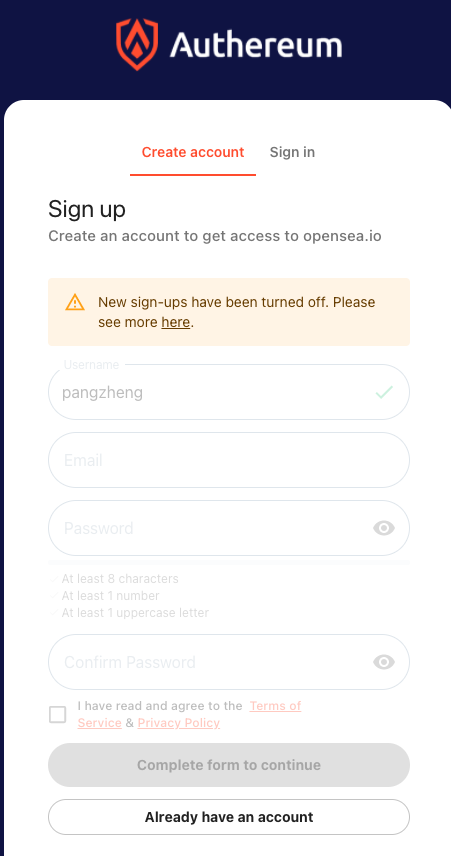 Authereum
Create account
Sign in
Sign up
Create an account to get access to opensea.io
New sign-ups have been turned off. Please
see more here.
Username
pangzheng
Email
Password
At least 8 characters
At least 1 number
At least 1 uppercase letter
Confirm Password
I have read and agree to the Terms of
Service & Privacy Policy
Complete form to continue
Already have an account